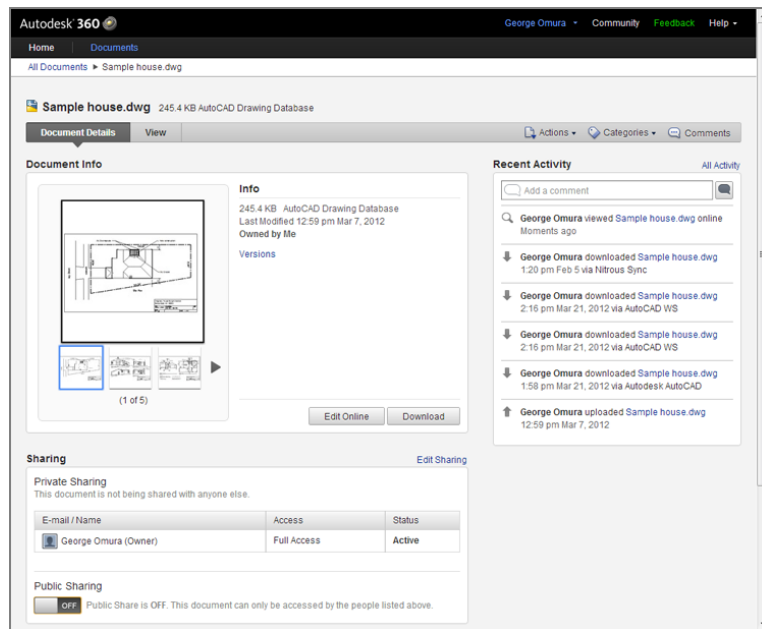 Autodesk 360
George Omura Community Feedback Help
Home Documents
All Documents ▶ Sample house.dwg
Sample house.dwg 245.4 KB AutoCAD Drawing Database
Document Details View Actions Categories Comments
Document Info
Info
245.4 KB AutoCAD Drawing Database
Last Modified 12:59 pm Mar 7, 2012
Owned by Me
Versions
(1 of 5)
Edit Online Download
Recent Activity All Activity
Add a comment
George Omura viewed Sample house.dwg online
Moments ago
George Omura downloaded Sample house.dwg
1:20 pm Feb 5 via Nitrous Sync
George Omura downloaded Sample house.dwg
2:16 pm Mar 21, 2012 via AutoCAD WS
George Omura downloaded Sample house.dwg
2:16 pm Mar 21, 2012 via AutoCAD WS
George Omura downloaded Sample house.dwg
1:58 pm Mar 21, 2012 via Autodesk AutoCAD
George Omura uploaded Sample house.dwg
12:59 pm Mar 7, 2012
Sharing Edit Sharing
Private Sharing
This document is not being shared with anyone else.
E-mail / Name Access Status
George Omura (Owner) Full Access Active
Public Sharing
OFF Public Share is OFF. This document can only be accessed by the people listed above.